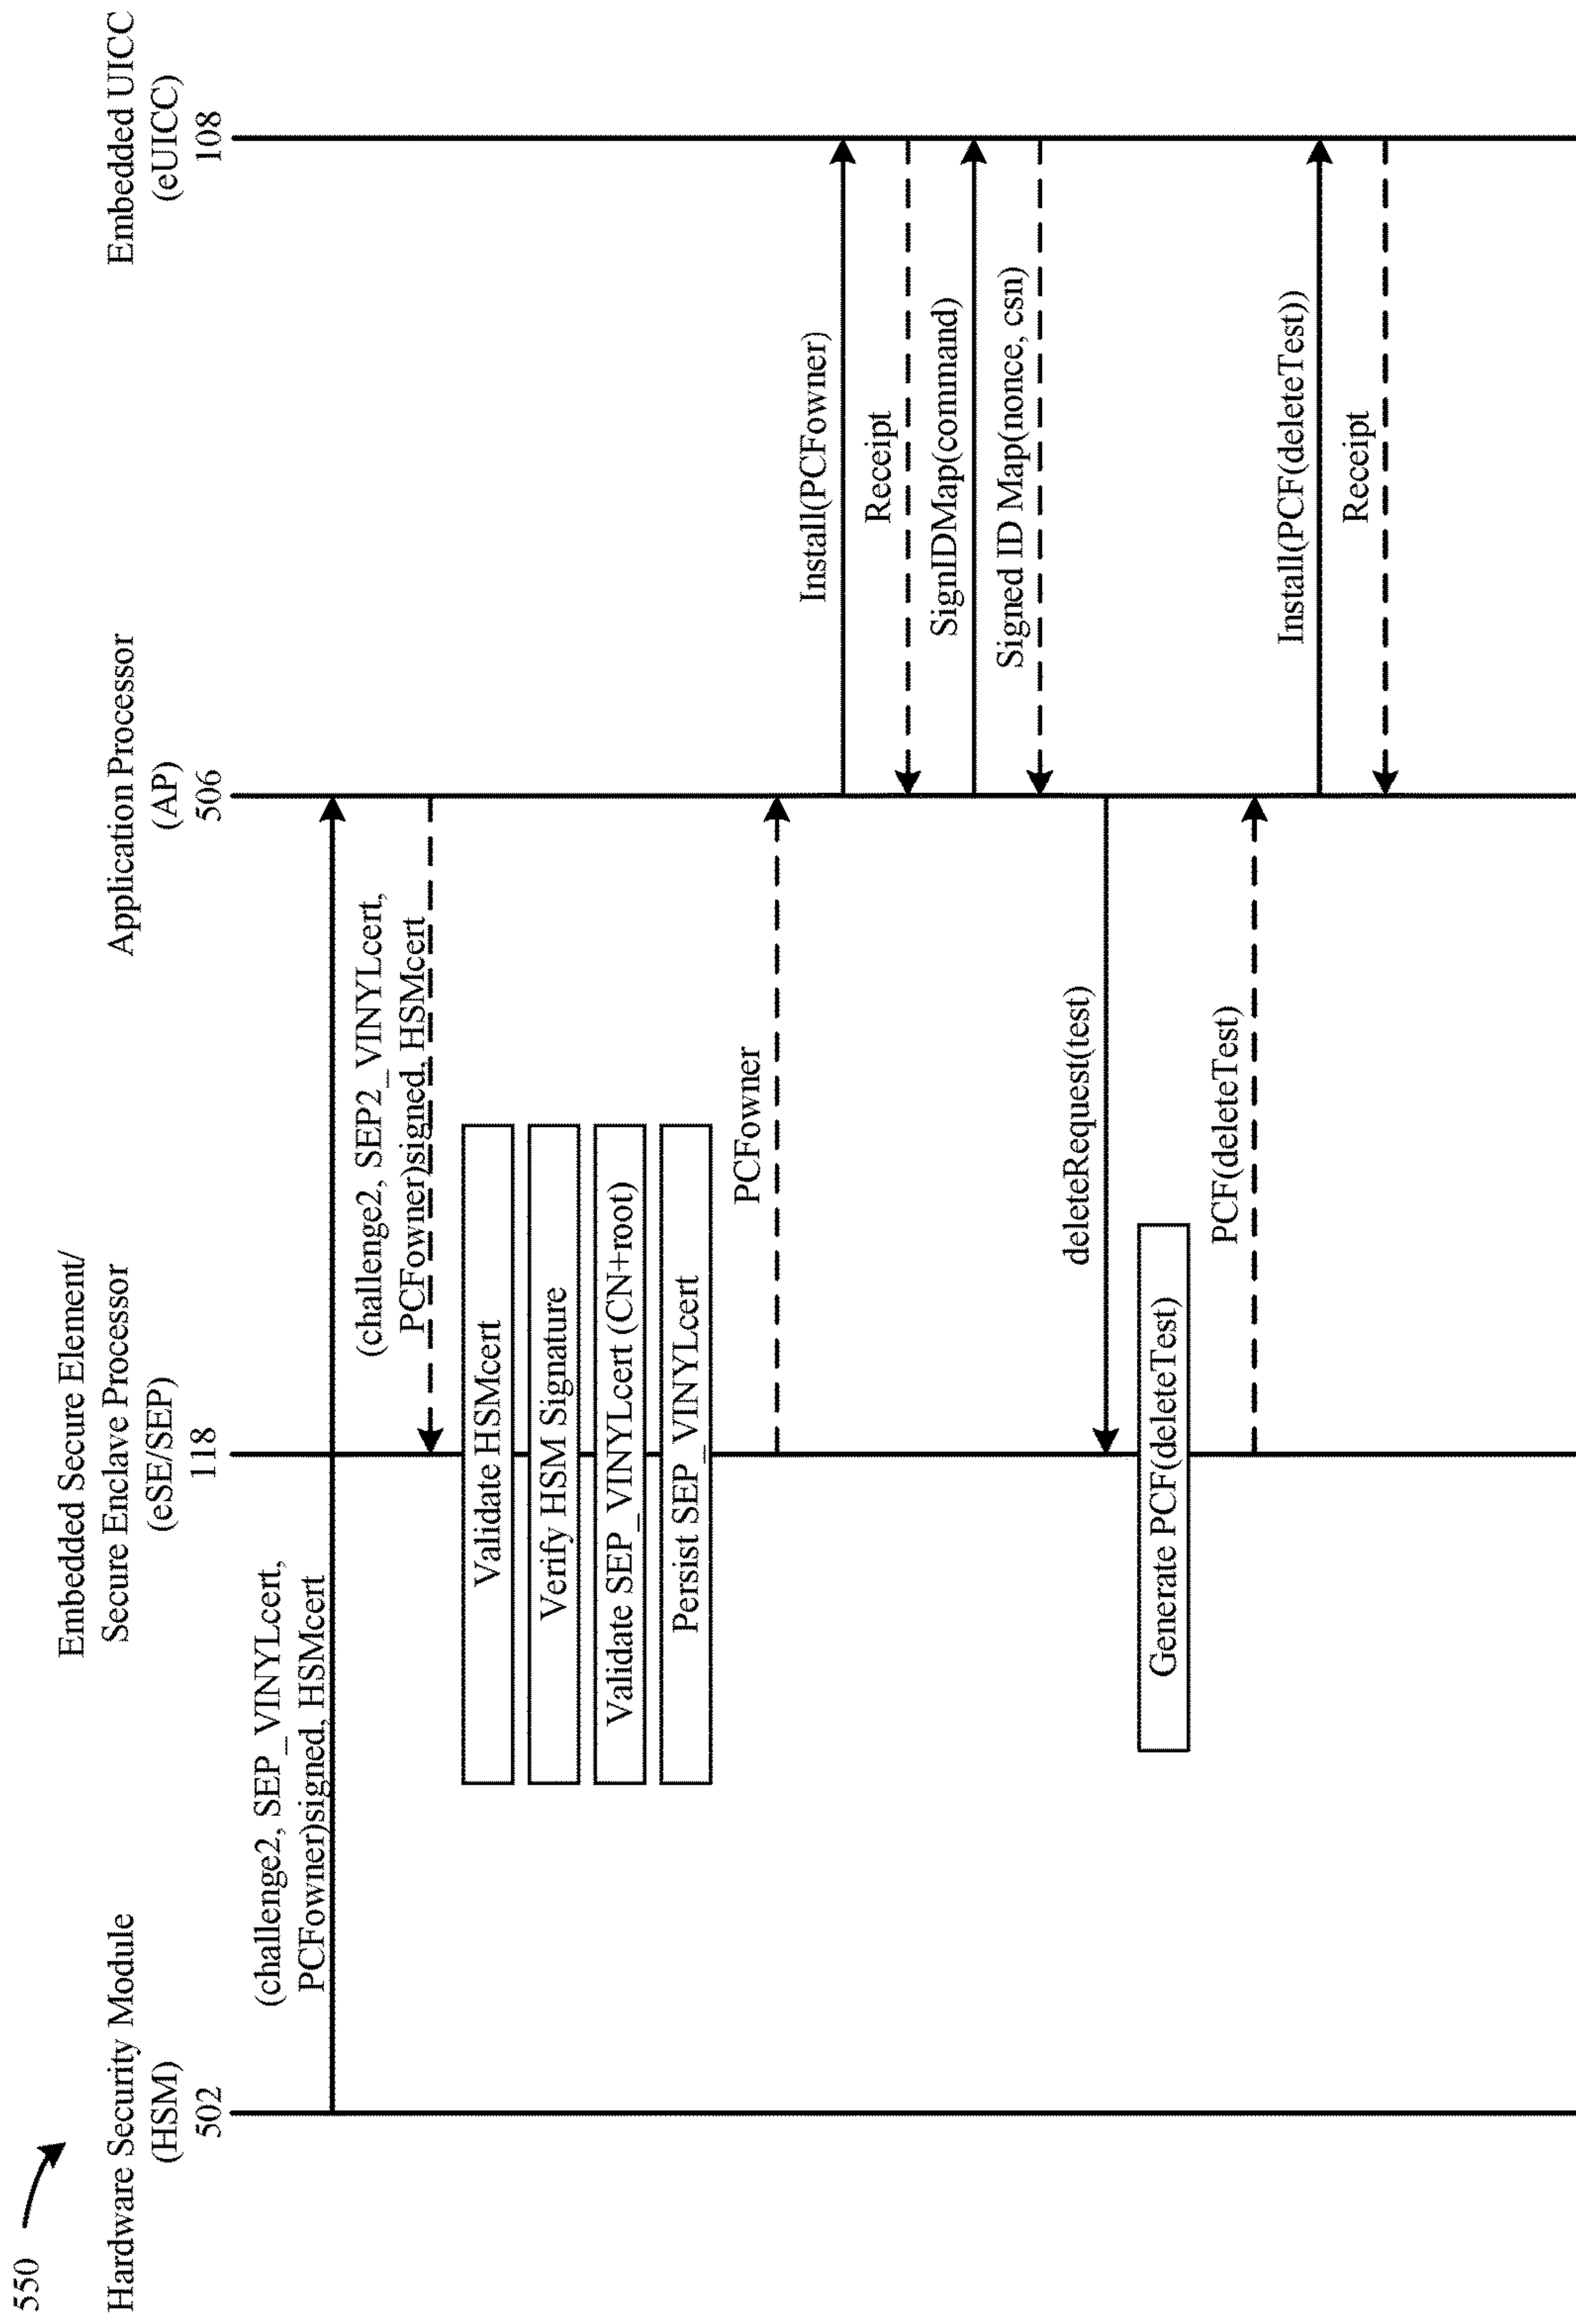 550
Hardware Security Module
(HSM)
502
Embedded Secure Element/
Secure Enclave Processor
(eSE/SEP)
118
Application Processor
(AP)
506
Embedded UICC
(eUICC)
108
(challenge2, SEP_VINYLcert,
PCFowner)signed, HSMcert
(challenge2, SEP2_VINYLcert,
PCFowner)signed, HSMcert
Validate HSMcert
Verify HSM Signature
Validate SEP_VINYLcert (CN+root)
Persist SEP_VINYLcert
PCFowner
Install(PCFowner)
Receipt
SignIDMap(command)
Signed ID Map(nonce, csn)
deleteRequest(test)
Generate PCF(deleteTest)
PCF(deleteTest)
Install(PCF(deleteTest))
Receipt